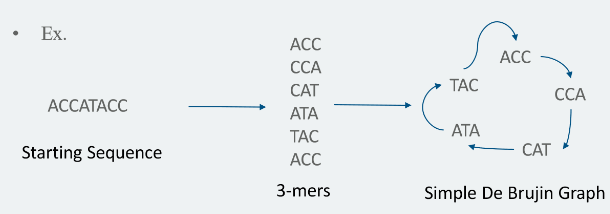 • Ex.
ACCATACC
Starting Sequence
ACC
CCA
CAT
ATA
TAC
ACC
3-mers
ACC
CCA
CAT
ATA
TAC
Simple De Brujin Graph